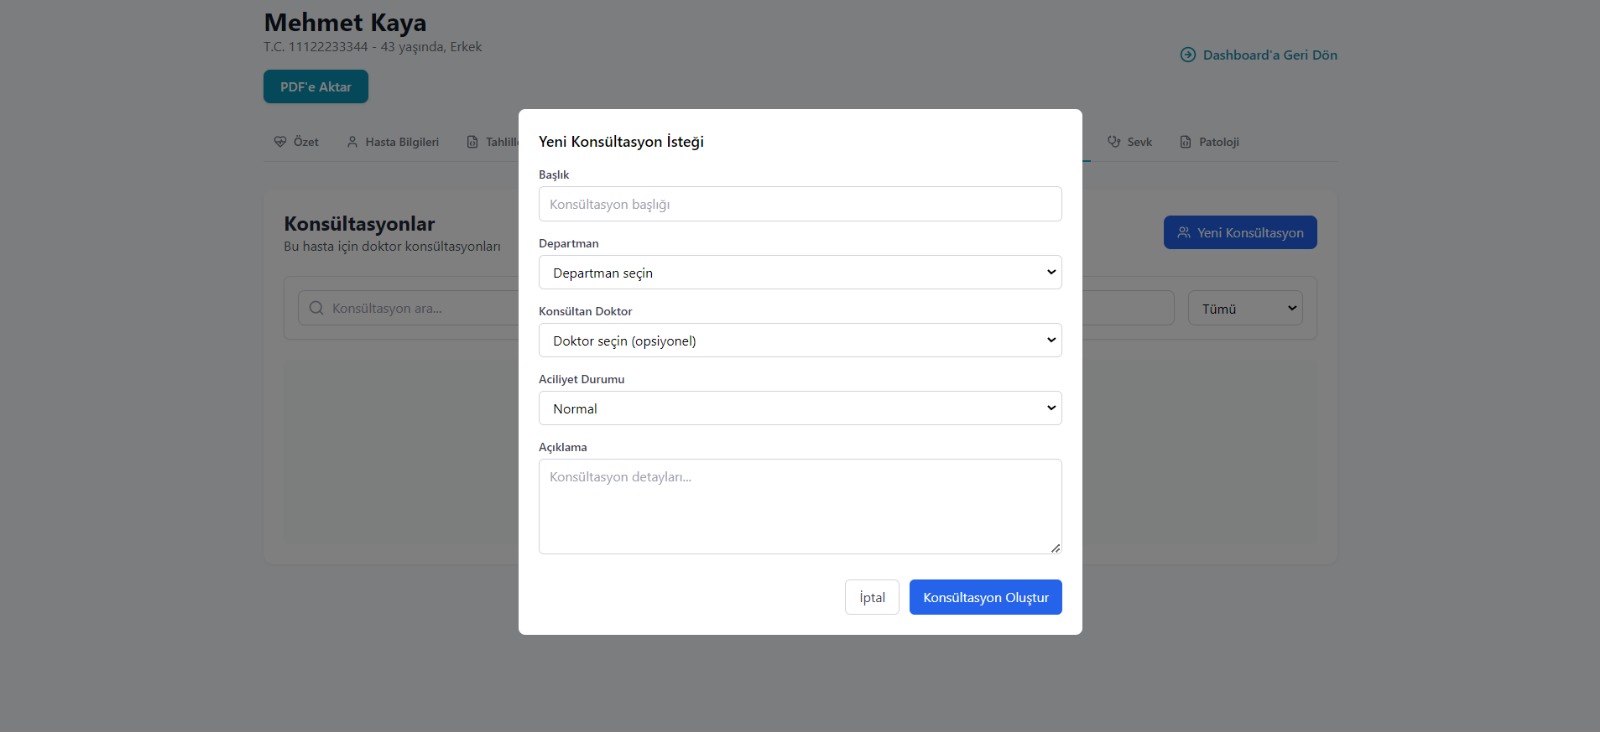 Mehmet Kaya
T.C. 11122233344 - 43 yaşında, Erkek
Dashboard'a Geri Dön
PDF'e Aktar
Özet
Hasta Bilgileri
Sevk
Patoloji
Konsültasyonlar
Bu hasta için doktor konsültasyonları
Yeni Konsültasyon
Konsültasyon ara...
Tümü
Yeni Konsültasyon İsteği
Başlık
Konsültasyon başlığı
Departman
Departman seçin
Konsültan Doktor
Doktor seçin (opsiyonel)
Aciliyet Durumu
Normal
Açıklama
Konsültasyon detayları...
İptal
Konsültasyon Oluştur